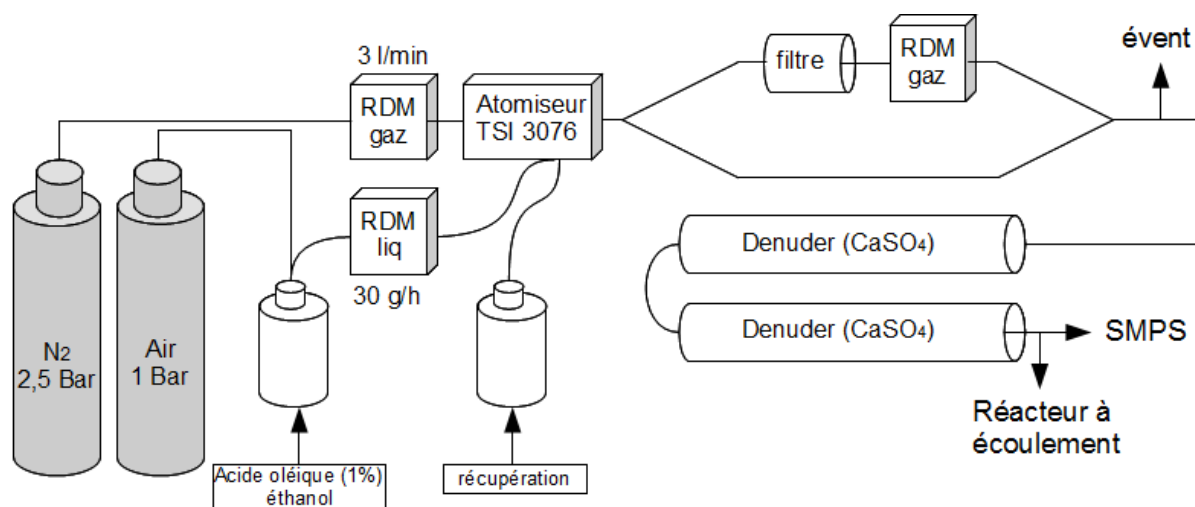 3 l/min
RDM
gaz
Atomiseur
TSI 3076
filtre
RDM
gaz
évent
RDM
liq
30 g/h
Denuder (CaSO4)
Denuder (CaSO4)
SMPS
Réacteur à
écoulement
N2
2,5 Bar
Air
1 Bar
Acide oléique (1%)
éthanol
récupération